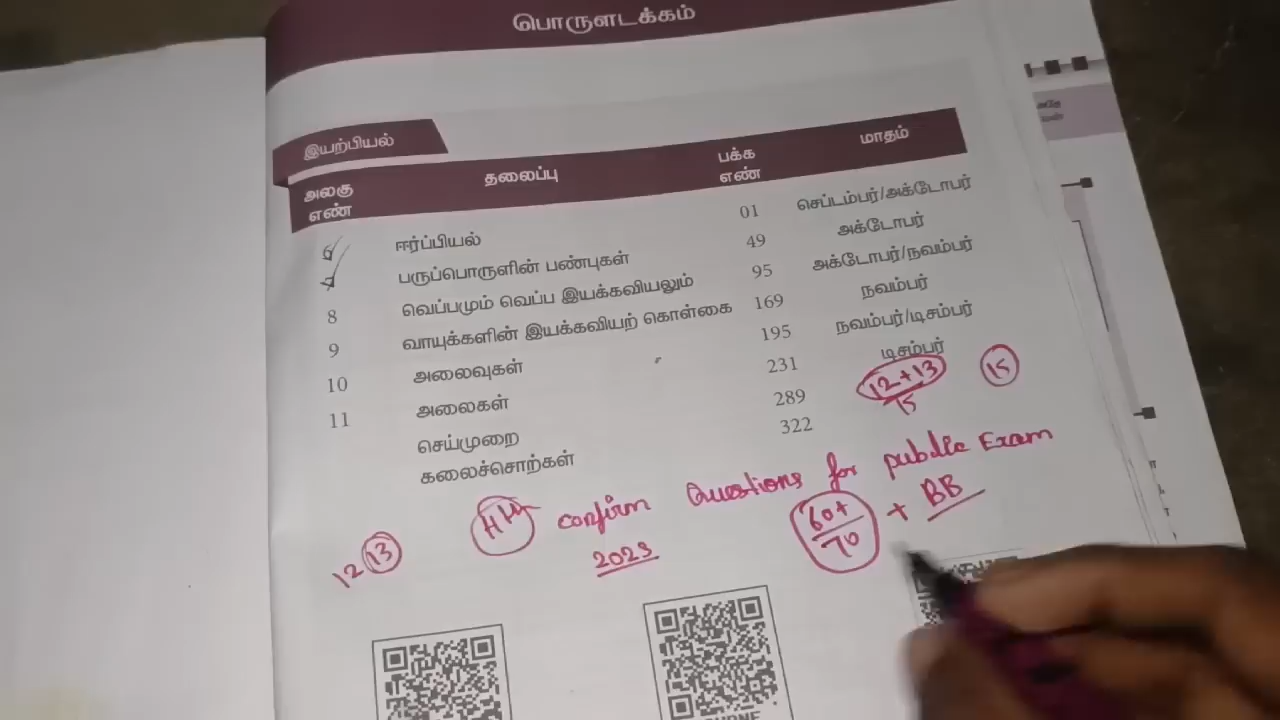 பொருளடக்கம்
இயற்பியல்
அலகு எண் தலைப்பு பக்க எண் மாதம்
6 ஈர்ப்பியல் 01 செப்டம்பர்/அக்டோபர்
7 பருப்பொருளின் பண்புகள் 49 அக்டோபர்
8 வெப்பமும் வெப்ப இயக்கவியலும் 95 அக்டோபர்/நவம்பர்
9 வாயுக்களின் இயக்கவியற் கொள்கை 169 நவம்பர்
10 அலைவுகள் 195 நவம்பர்/டிசம்பர்
11 அலைகள் 231 டிசம்பர்
செய்முறை 289
கலைச்சொற்கள் 322
12+13 15
15
confirm Questions for public Exam
2023
60+ + BB
70
12 13